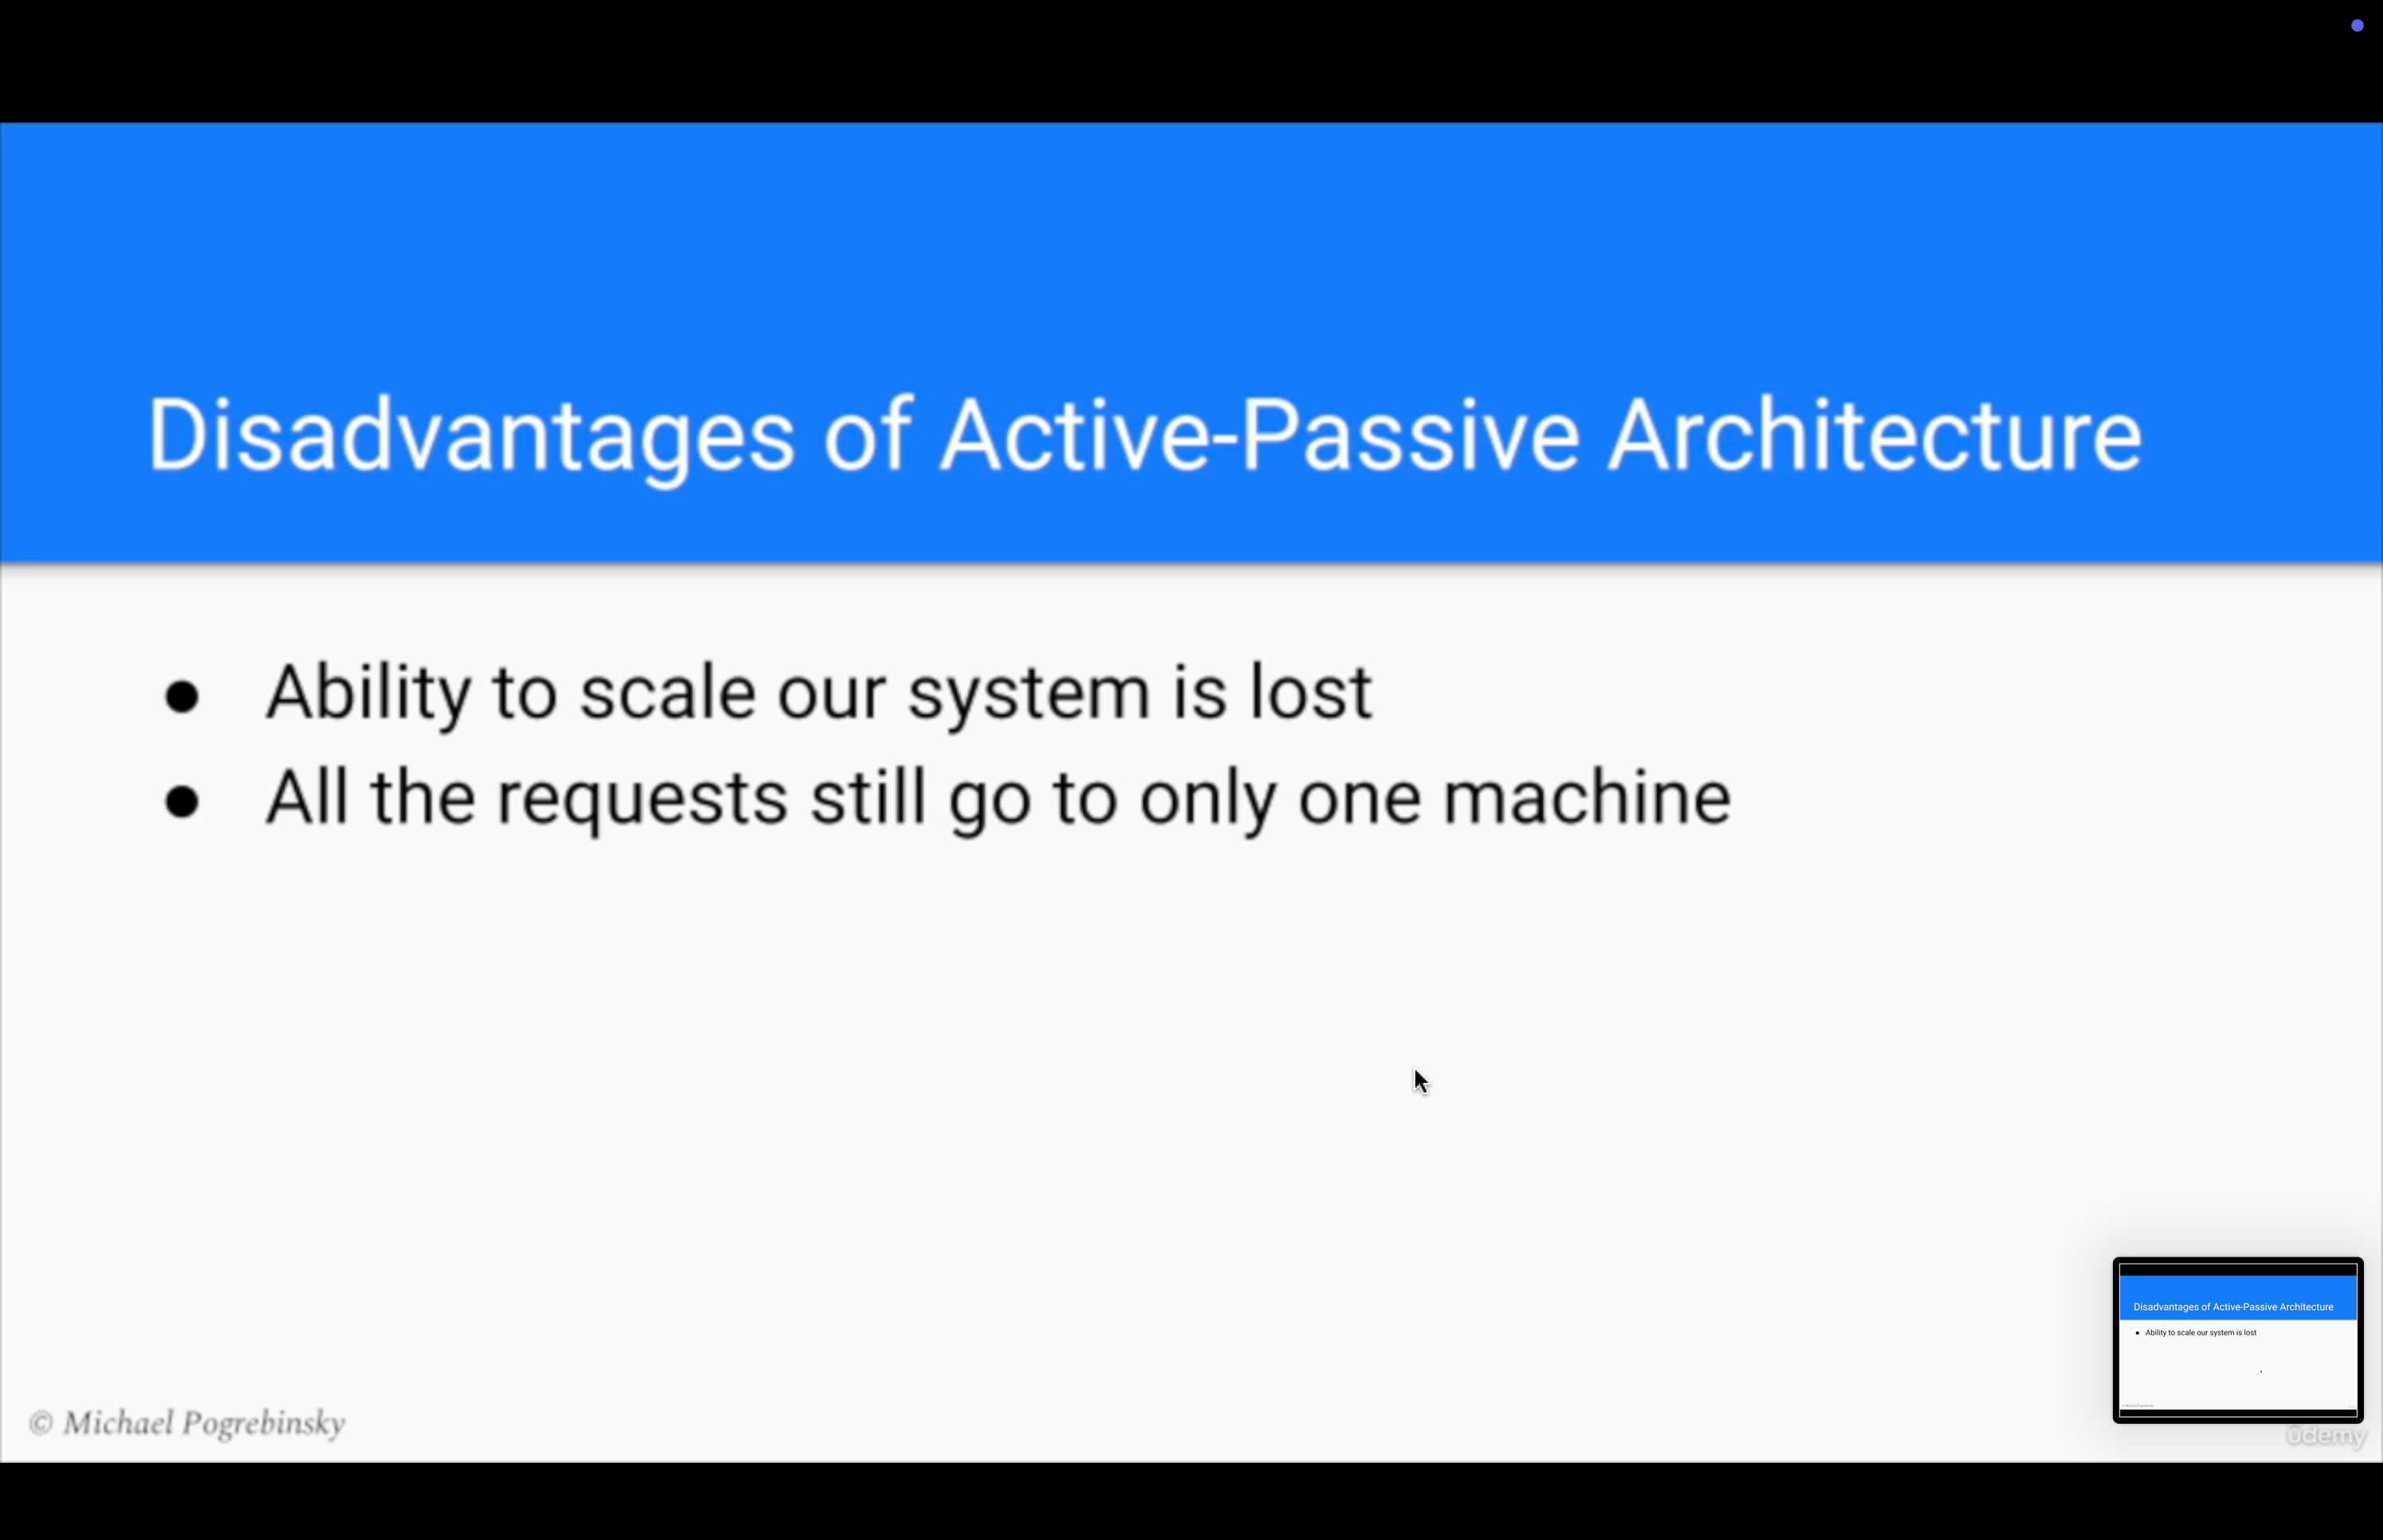 Disadvantages of Active-Passive Architecture
● Ability to scale our system is lost
● All the requests still go to only one machine
Disadvantages of Active-Passive Architecture
● Ability to scale our system is lost
© Michael Pogrebinsky
ûdemy